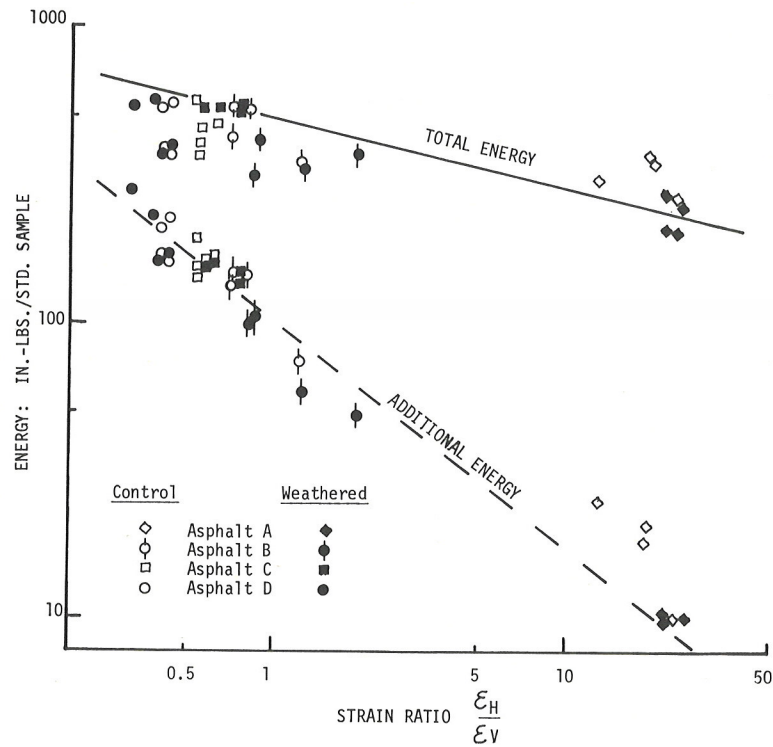 1000
100
10
ENERGY: IN.-LBS./STD. SAMPLE
TOTAL ENERGY
ADDITIONAL ENERGY
Control Weathered
Asphalt A
Asphalt B
Asphalt C
Asphalt D
0.5 1 5 10 50
STRAIN RATIO εH/εV